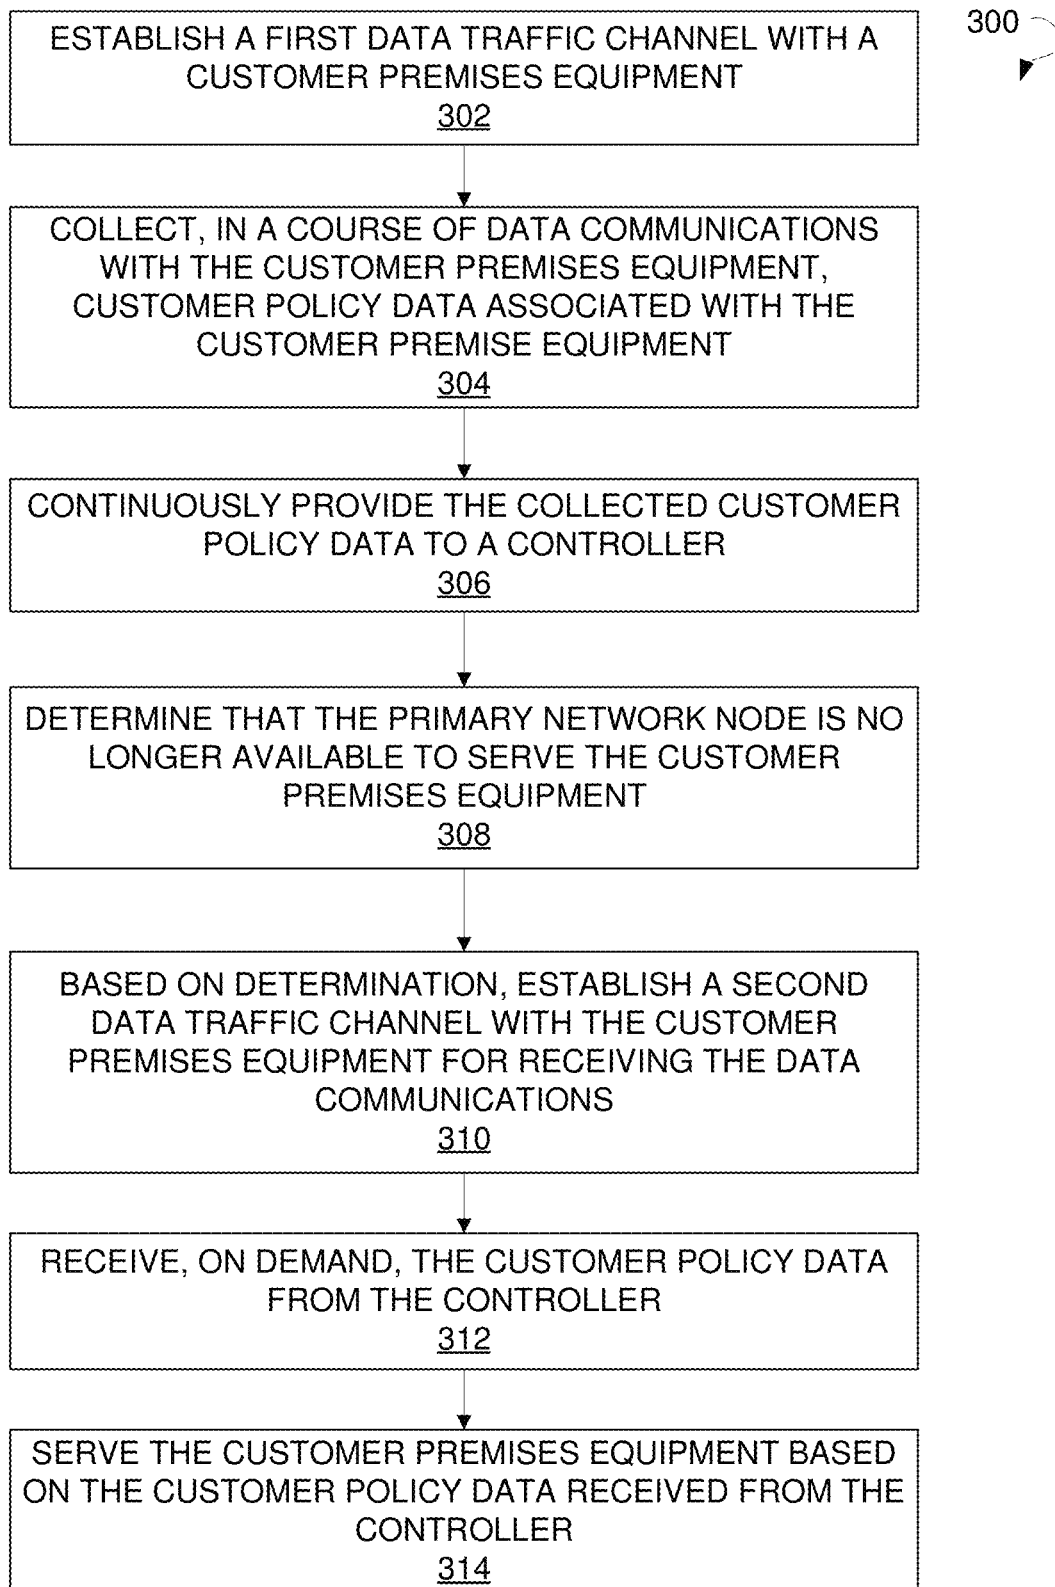 300
ESTABLISH A FIRST DATA TRAFFIC CHANNEL WITH A
CUSTOMER PREMISES EQUIPMENT
302
COLLECT, IN A COURSE OF DATA COMMUNICATIONS
WITH THE CUSTOMER PREMISES EQUIPMENT,
CUSTOMER POLICY DATA ASSOCIATED WITH THE
CUSTOMER PREMISE EQUIPMENT
304
CONTINUOUSLY PROVIDE THE COLLECTED CUSTOMER
POLICY DATA TO A CONTROLLER
306
DETERMINE THAT THE PRIMARY NETWORK NODE IS NO
LONGER AVAILABLE TO SERVE THE CUSTOMER
PREMISES EQUIPMENT
308
BASED ON DETERMINATION, ESTABLISH A SECOND
DATA TRAFFIC CHANNEL WITH THE CUSTOMER
PREMISES EQUIPMENT FOR RECEIVING THE DATA
COMMUNICATIONS
310
RECEIVE, ON DEMAND, THE CUSTOMER POLICY DATA
FROM THE CONTROLLER
312
SERVE THE CUSTOMER PREMISES EQUIPMENT BASED
ON THE CUSTOMER POLICY DATA RECEIVED FROM THE
CONTROLLER
314